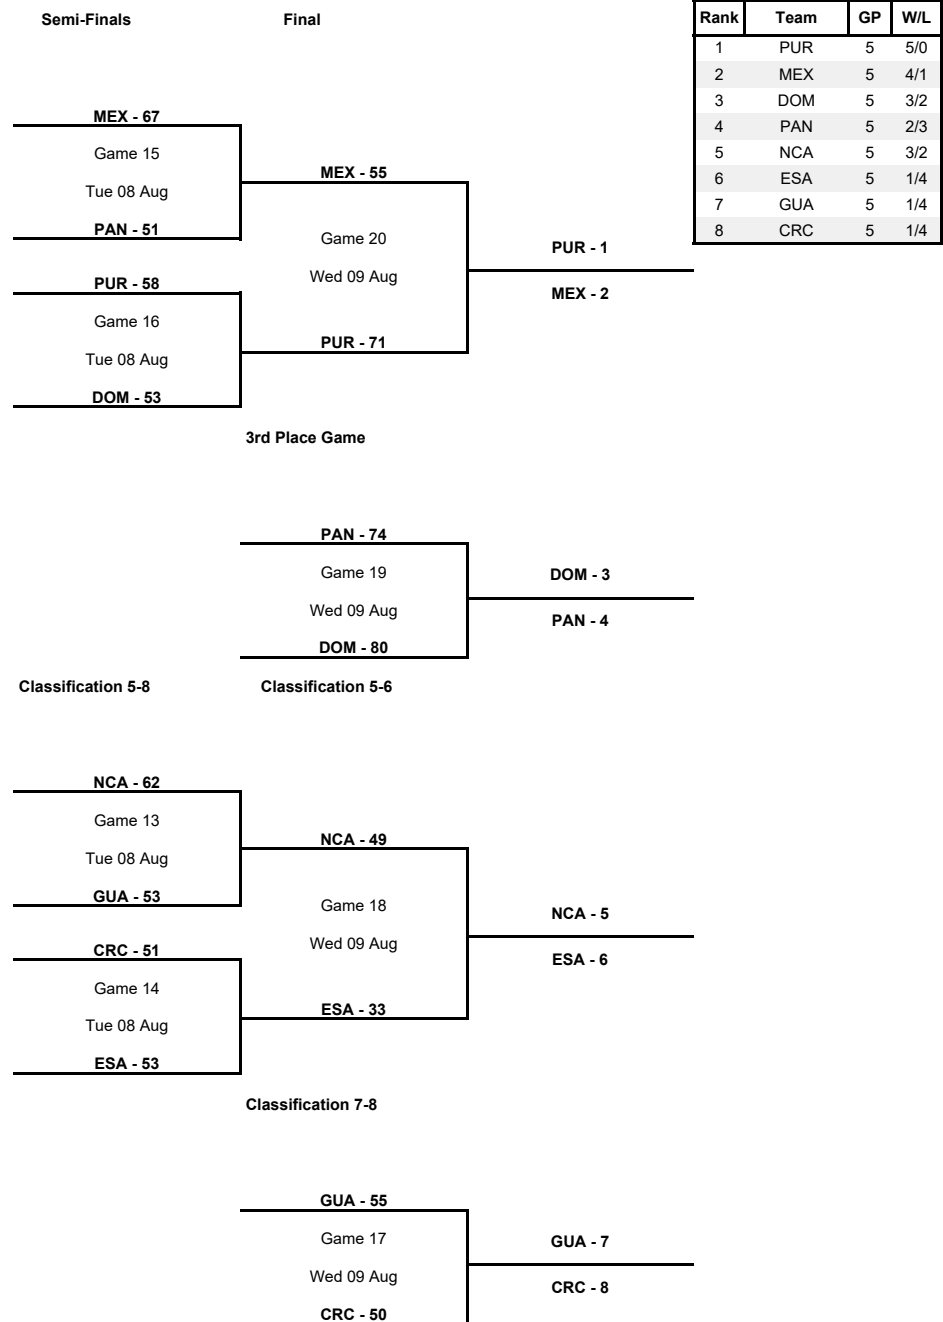 Semi-Finals Final
Rank Team GP W/L
1 PUR 5 5/0
2 MEX 5 4/1
3 DOM 5 3/2
4 PAN 5 2/3
5 NCA 5 3/2
6 ESA 5 1/4
7 GUA 5 1/4
8 CRC 5 1/4
MEX - 67
Game 15
Tue 08 Aug
PAN - 51
PUR - 58
Game 16
Tue 08 Aug
DOM - 53
MEX - 55
Game 20
Wed 09 Aug
PUR - 71
PUR - 1
MEX - 2
3rd Place Game
PAN - 74
Game 19
Wed 09 Aug
DOM - 80
DOM - 3
PAN - 4
Classification 5-8 Classification 5-6
NCA - 62
Game 13
Tue 08 Aug
GUA - 53
CRC - 51
Game 14
Tue 08 Aug
ESA - 53
NCA - 49
Game 18
Wed 09 Aug
ESA - 33
NCA - 5
ESA - 6
Classification 7-8
GUA - 55
Game 17
Wed 09 Aug
CRC - 50
GUA - 7
CRC - 8